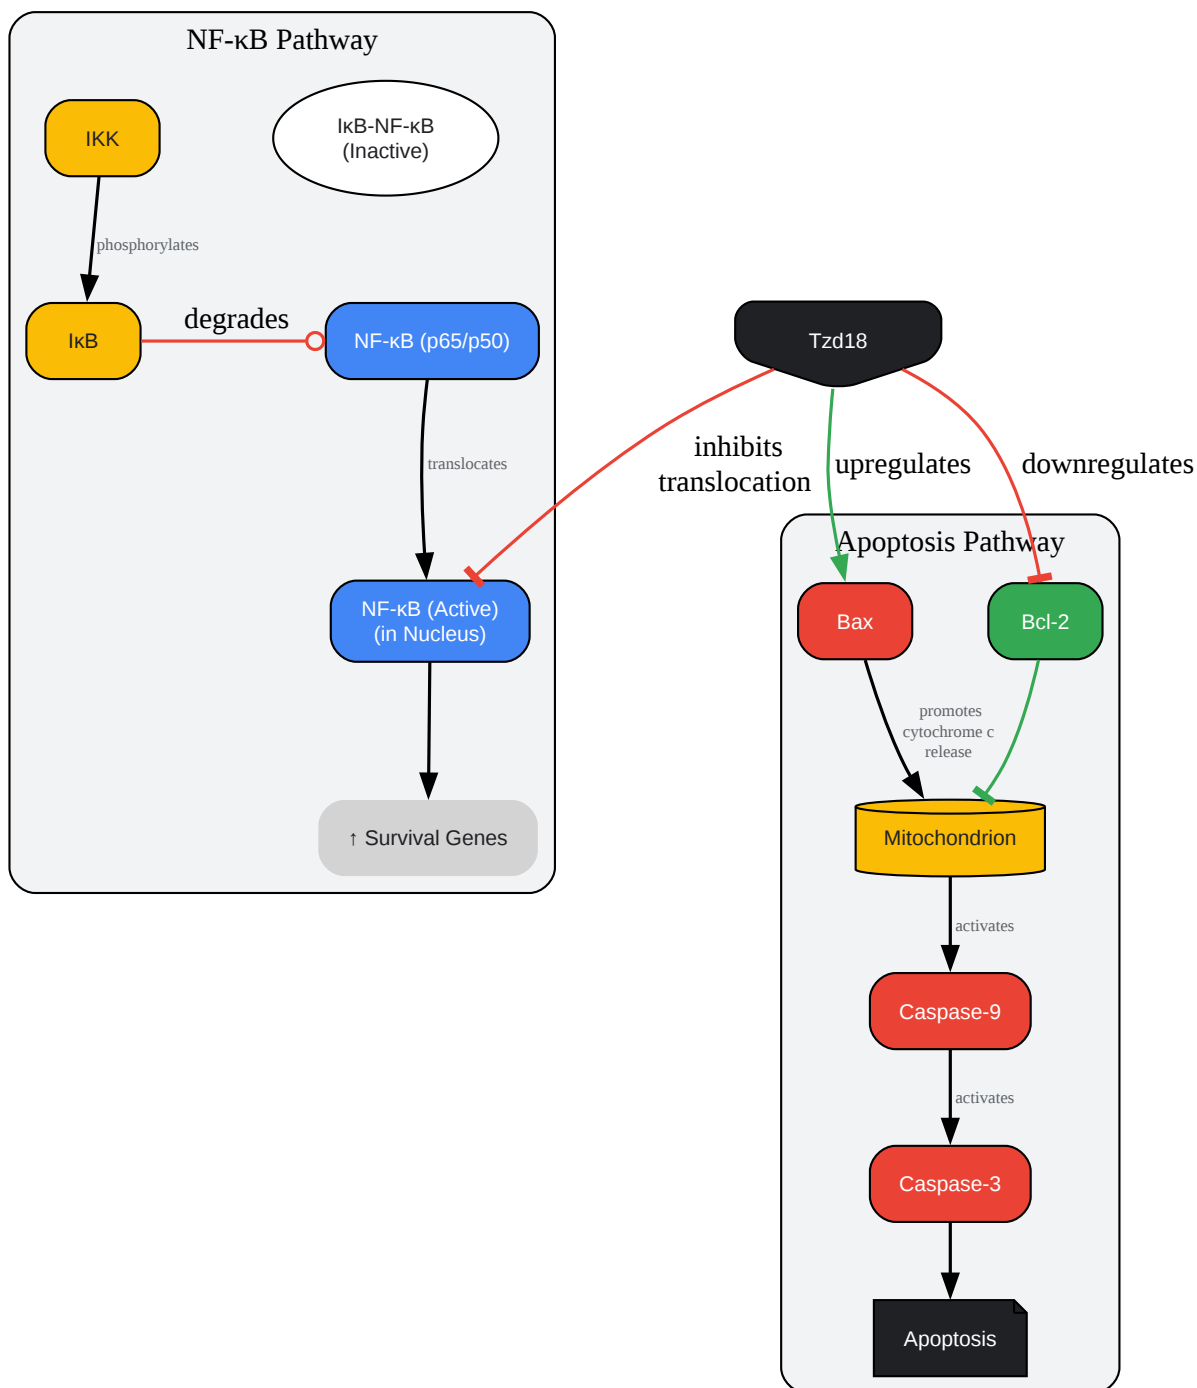 NF-κB Pathway
IKK
IκB-NF-κB
(Inactive)
phosphorylates
IκB
degrades
NF-κB (p65/p50)
Tzd18
translocates
inhibits
translocation
upregulates
downregulates
Apoptosis Pathway
NF-κB (Active)
(in Nucleus)
Bax
Bcl-2
promotes
cytochrome c
release
↑ Survival Genes
Mitochondrion
activates
Caspase-9
activates
Caspase-3
Apoptosis